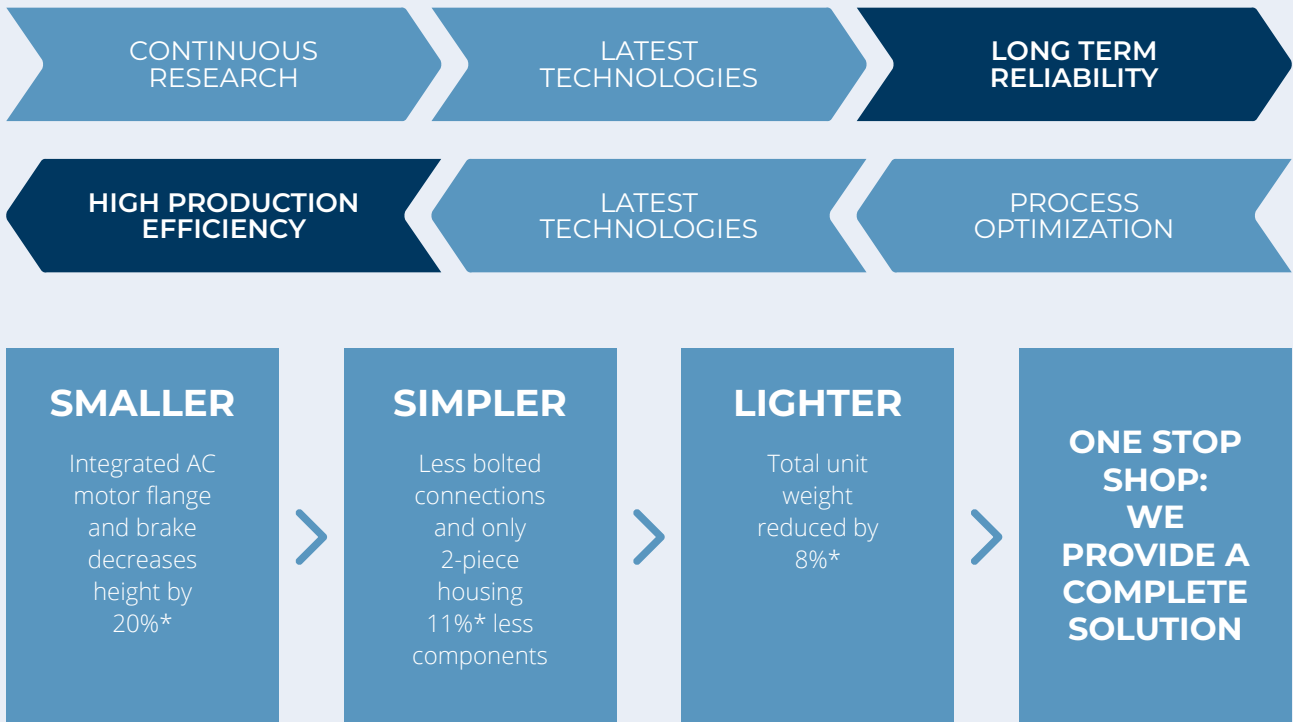 CONTINUOUS
RESEARCH
LATEST
TECHNOLOGIES
LONG TERM
RELIABILITY
HIGH PRODUCTION
EFFICIENCY
LATEST
TECHNOLOGIES
PROCESS
OPTIMIZATION
SMALLER
Integrated AC
motor flange
and brake
decreases
height by
20%*
SIMPLER
Less bolted
connections
and only
2-piece
housing
11%* less
components
LIGHTER
Total unit
weight
reduced by
8%*
ONE STOP
SHOP:
WE
PROVIDE A
COMPLETE
SOLUTION